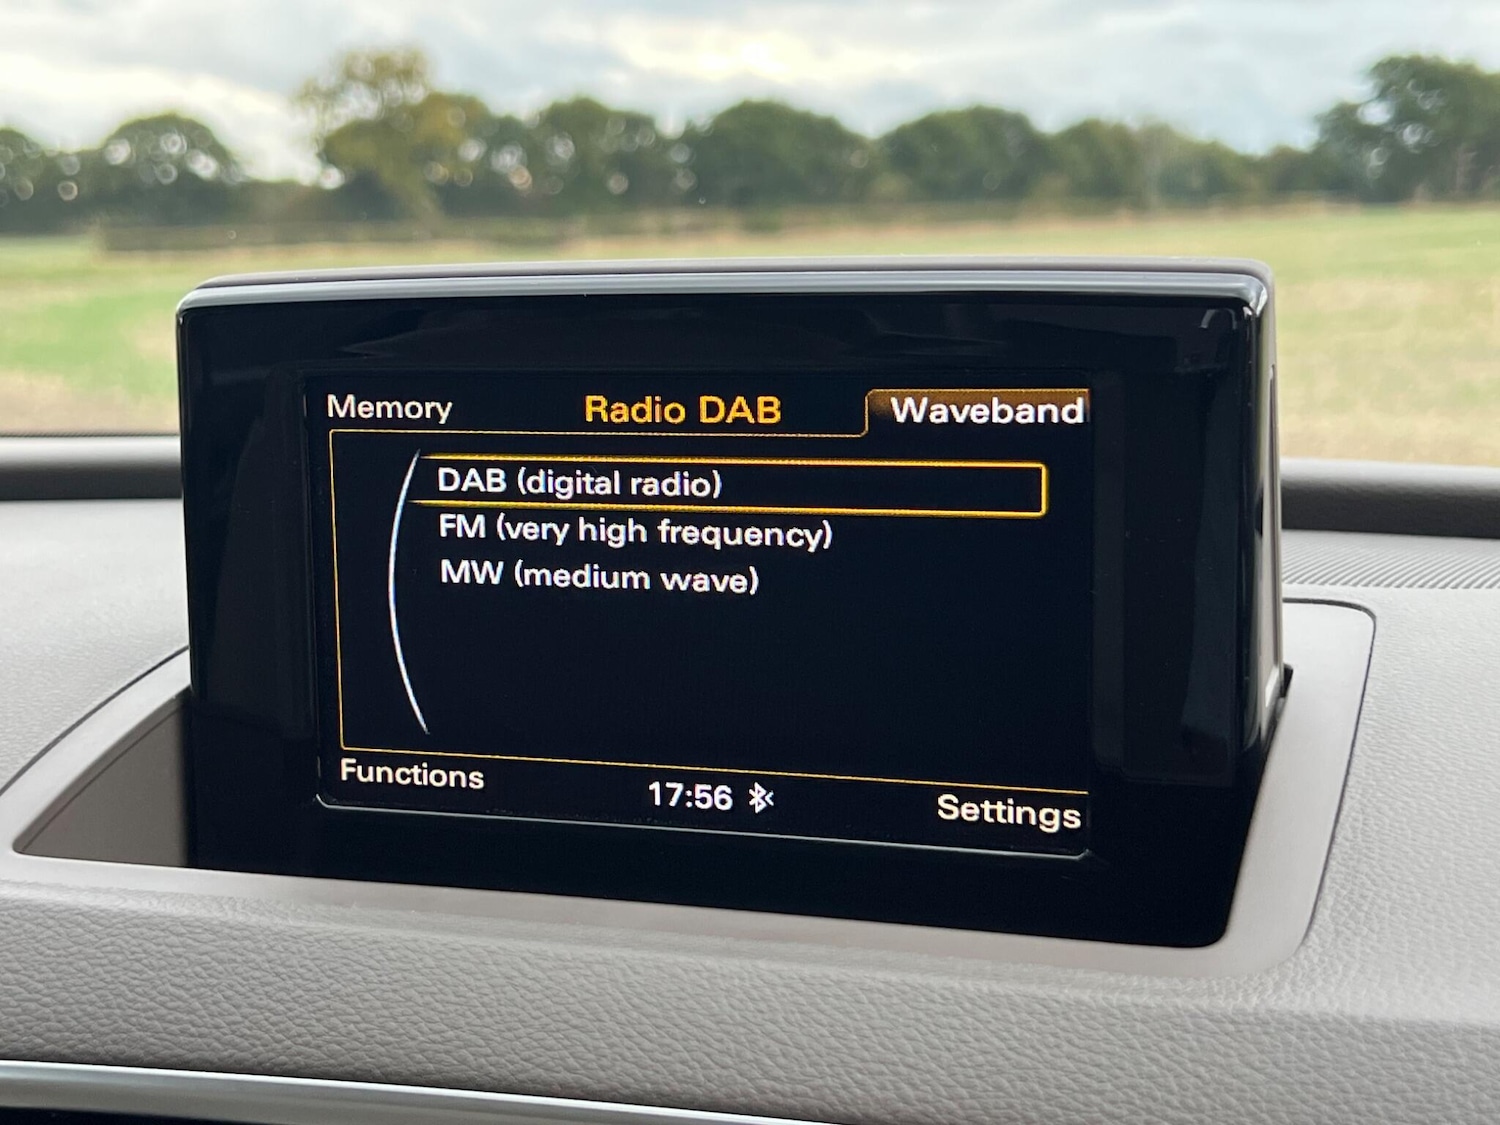 Memory
Radio DAB
Waveband
DAB (digital radio)
FM (very high frequency)
MW (medium wave)
Functions
17:56
Settings